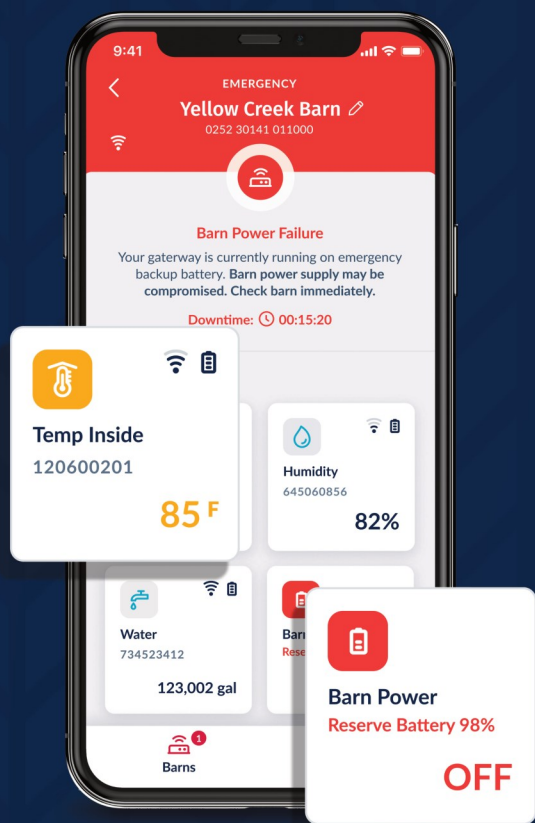 9:41
EMERGENCY
Yellow Creek Barn
0252 30141 011000
Barn Power Failure
Your gaterway is currently running on emergency
backup battery. Barn power supply may be
compromised. Check barn immediately.
Downtime: 00:15:20
Temp Inside
120600201
85 F
Humidity
645060856
82%
Water
734523412
123,002 gal
Barn Power
Reserve Battery 98%
OFF
1
Barns